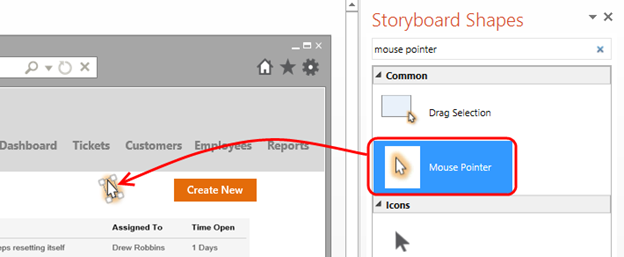 Storyboard Shapes
mouse pointer
Common
Drag Selection
Mouse Pointer
Icons
Dashboard Tickets Customers Employees Reports
Create New
Assigned To Time Open
resetting itself Drew Robbins 1 Days